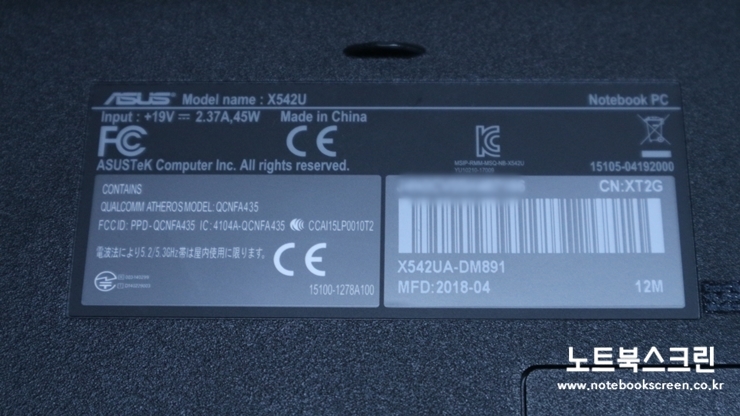 ASUS Model name : X542U Notebook PC
Input : +19V ⎓ 2.37A,45W Made in China
FC CE
ASUSTeK Computer Inc. All rights reserved. 15105-04192000
CONTAINS
QUALCOMM ATHEROS MODEL: QCNFA435
FCC ID: PPD-QCNFA435 IC: 4104A-QCNFA435 CCAI15LP0010T2
電波法により5.2/5.3GHz帯は屋内使用に限ります。 CE
15100-1278A100
CN:XT2G
X542UA-DM891
MFD:2018-04 12M
노트북스크린
www.notebookscreen.co.kr